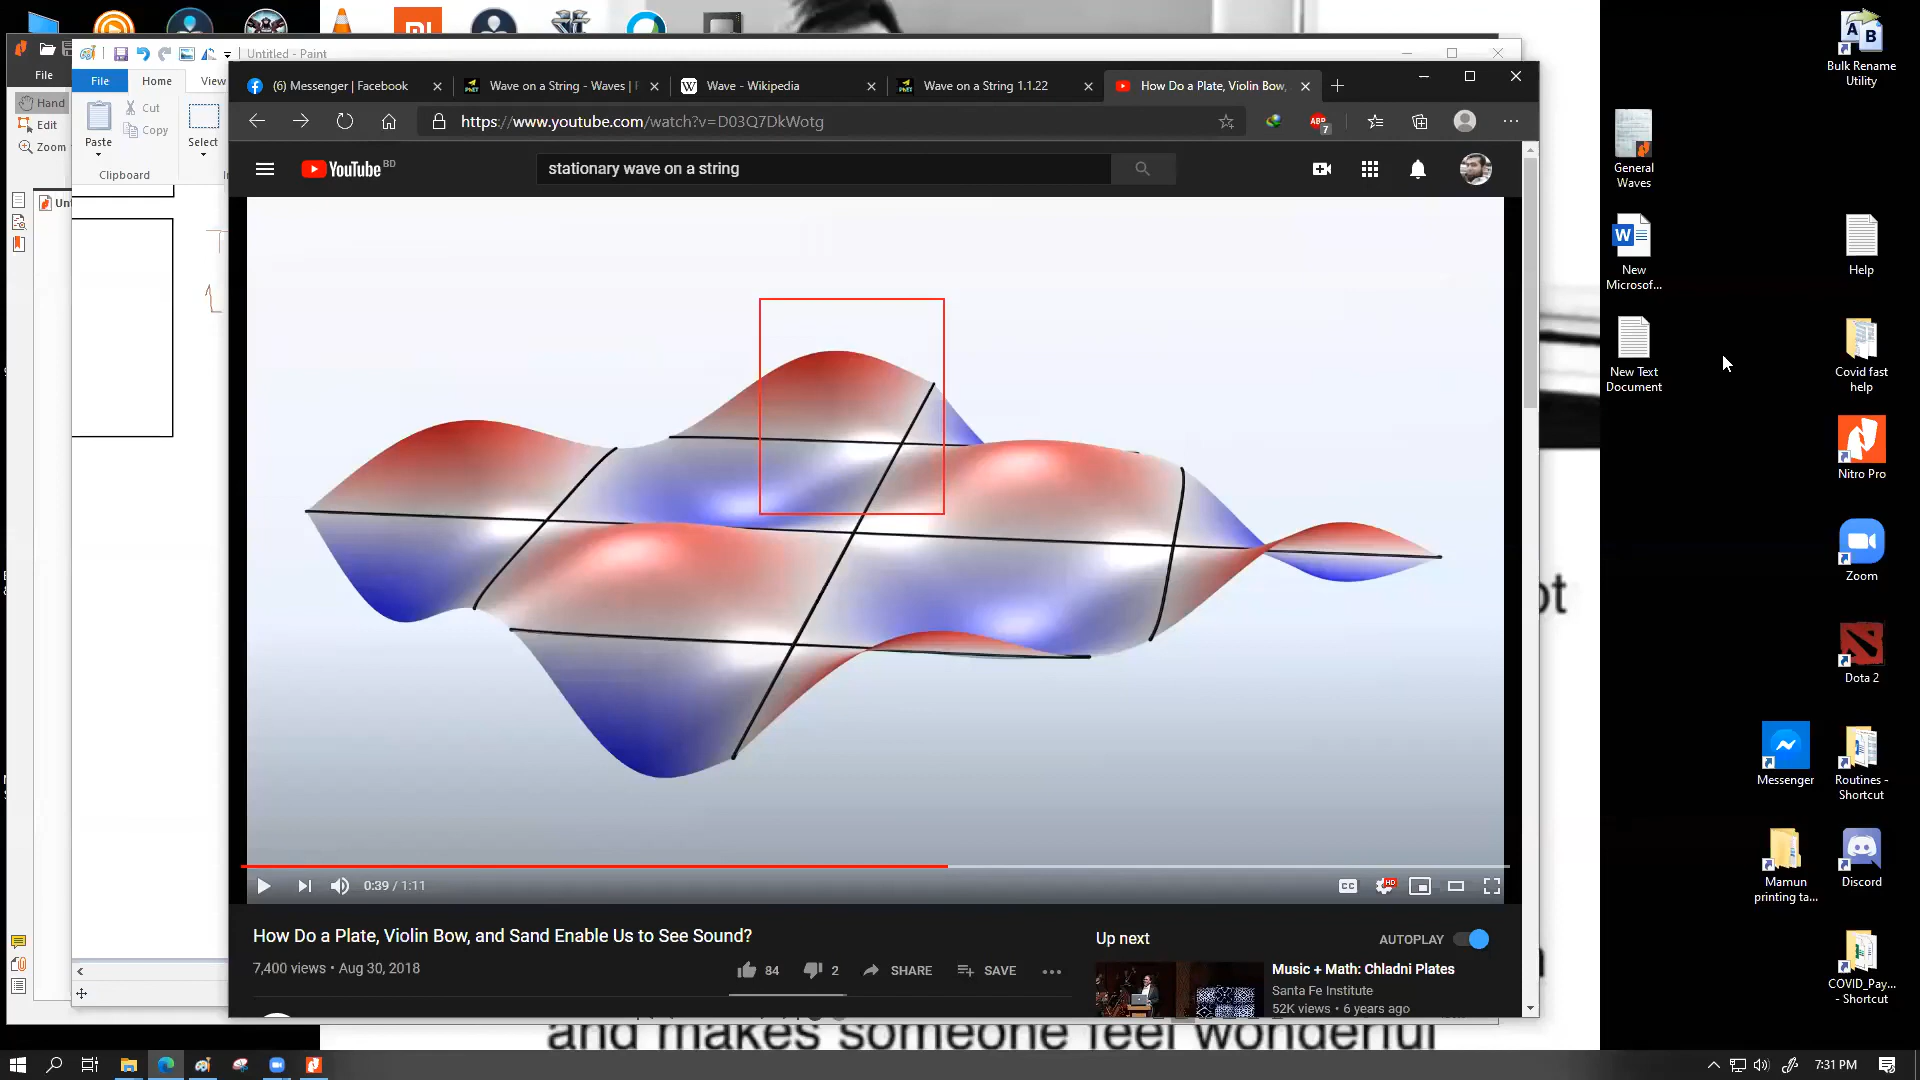 Untitled - Paint
File
File
Home
View
Hand
Edit
Zoom
Cut
Copy
Paste
Select
Clipboard
(6) Messenger | Facebook
Wave on a String - Waves |
Wave - Wikipedia
Wave on a String 1.1.22
How Do a Plate, Violin Bow,
https://www.youtube.com/watch?v=D03Q7DkWotg
ABP
7
YouTube BD
stationary wave on a string
0:39 / 1:11
CC
HD
How Do a Plate, Violin Bow, and Sand Enable Us to See Sound?
7,400 views • Aug 30, 2018
84
2
SHARE
SAVE
Up next
AUTOPLAY
Music + Math: Chladni Plates
Santa Fe Institute
52K views • 6 years ago
and makes someone feel wonderful
Bulk Rename
Utility
General
Waves
New
Microsof...
Help
New Text
Document
Covid fast
help
Nitro Pro
Zoom
Dota 2
Messenger
Routines -
Shortcut
Mamun
printing ta...
Discord
COVID_Pay...
- Shortcut
7:31 PM